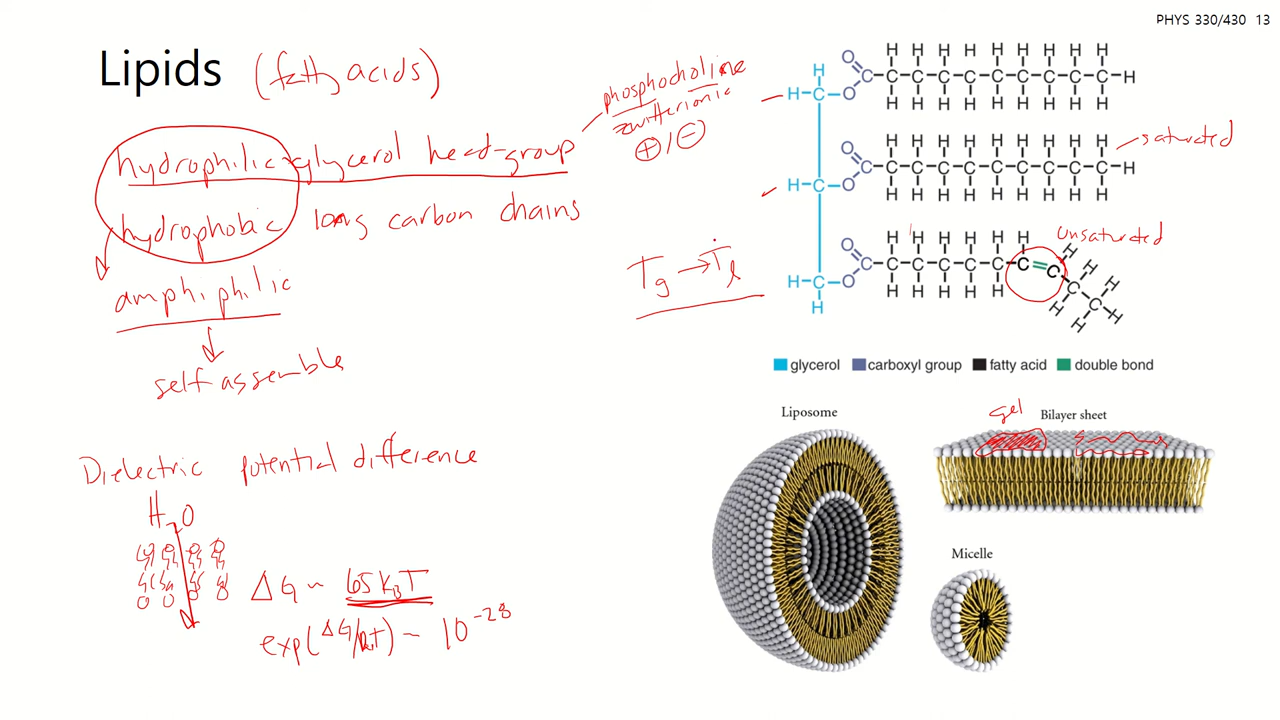 PHYS 330/430 13
Lipids (fatty acids)
hydrophilic glycerol head-group
phosphocholine
zwitterionic
+/-
hydrophobic long carbon chains
amphiphilic
self assemble
Tg → Tl
saturated
unsaturated
H H H H H H H H H
H O
H C O C C C C C C C C C C H
H H H H H H H H H
H H H H H H H H H
O
H C O C C C C C C C C C C H
H H H H H H H H H
H H H H H H H H H
O
H C O C C C C C C C C C C H
H H H H H H H H
glycerol carboxyl group fatty acid double bond
Liposome
gel
Bilayer sheet
Micelle
Dielectric potential difference
H2O
ΔG ~ 65 kBT
exp(ΔG/kT) ~ 10^-28